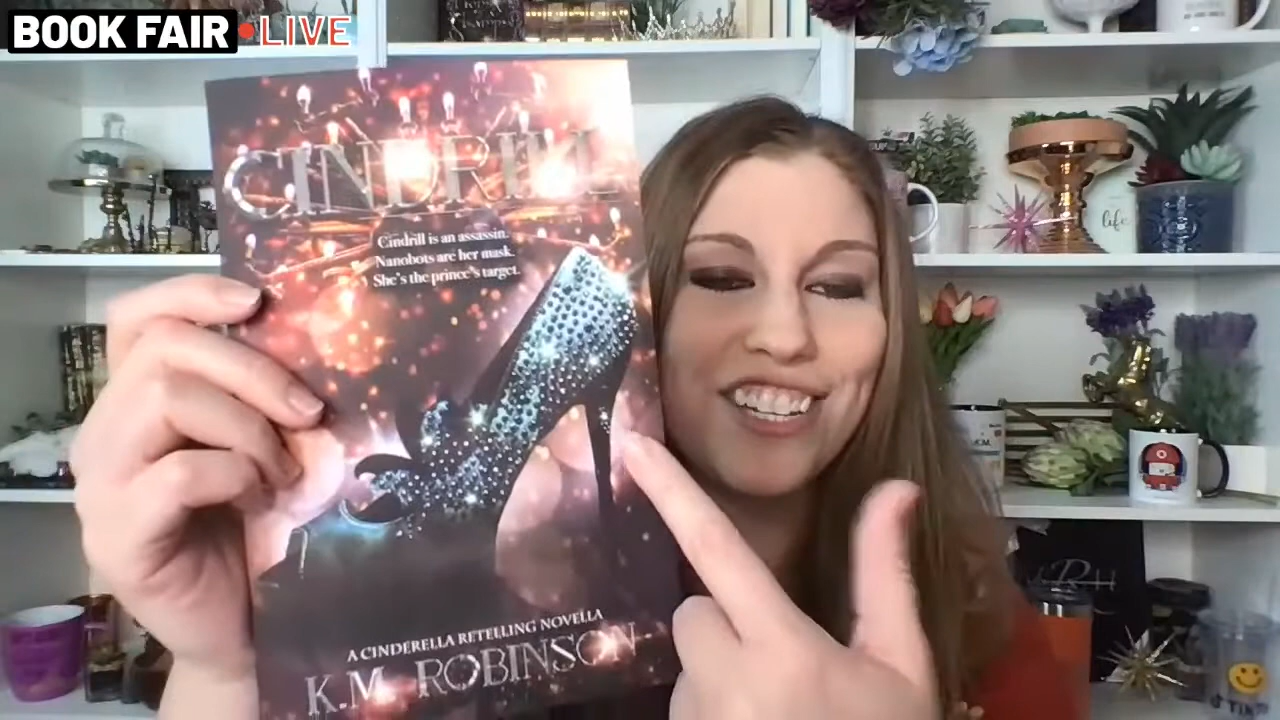 BOOK FAIR LIVE
CINDRILL
Cindrill is an assassin.
Nanobots are her mask.
She's the prince's target.
A CINDERELLA RETELLING NOVELLA
K.M. ROBINSON
life